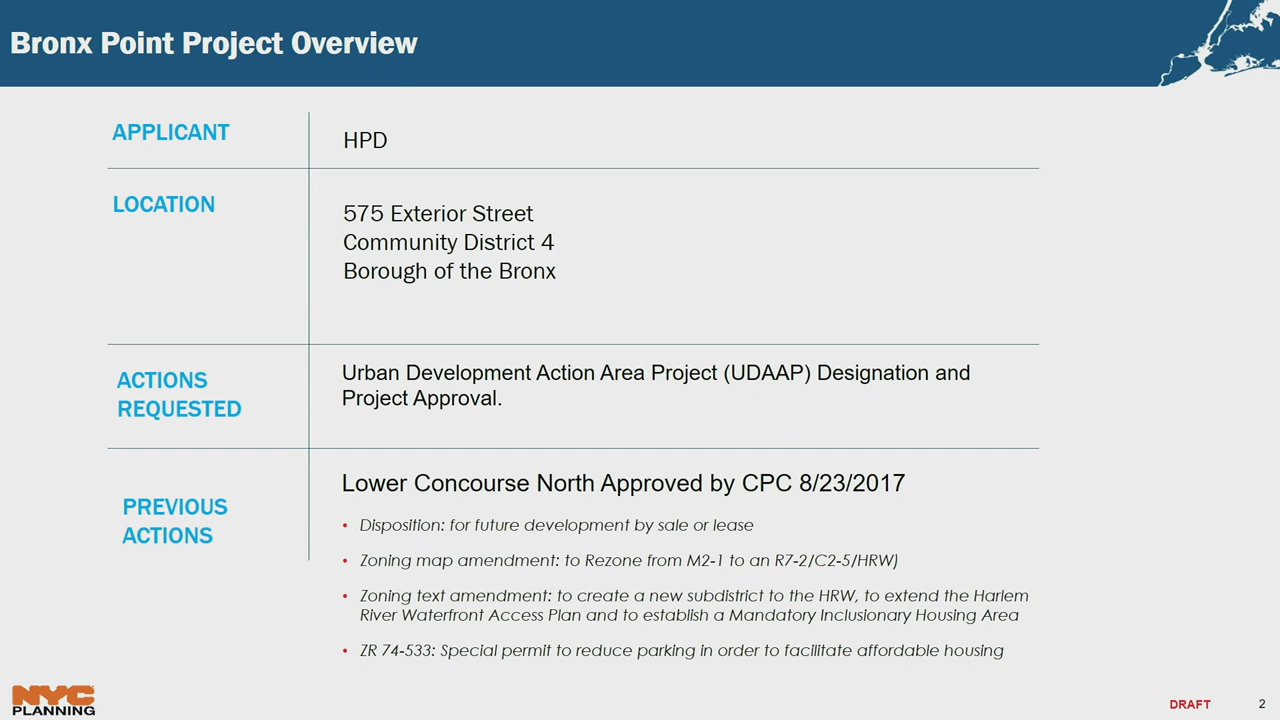 Bronx Point Project Overview
APPLICANT
HPD
LOCATION
575 Exterior Street
Community District 4
Borough of the Bronx
ACTIONS
REQUESTED
Urban Development Action Area Project (UDAAP) Designation and
Project Approval.
PREVIOUS
ACTIONS
Lower Concourse North Approved by CPC 8/23/2017
• Disposition: for future development by sale or lease
• Zoning map amendment: to Rezone from M2-1 to an R7-2/C2-5/HRW)
• Zoning text amendment: to create a new subdistrict to the HRW, to extend the Harlem
River Waterfront Access Plan and to establish a Mandatory Inclusionary Housing Area
• ZR 74-533: Special permit to reduce parking in order to facilitate affordable housing
NYC
PLANNING
DRAFT
2